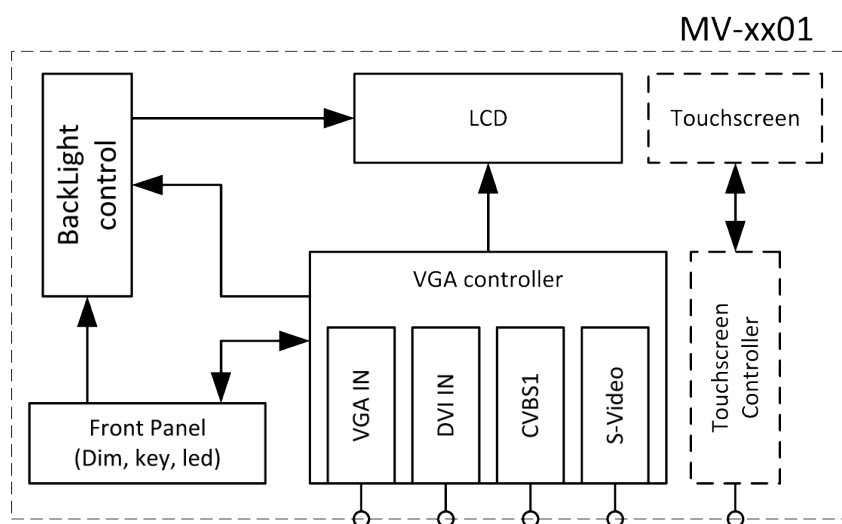 MV-xx01
BackLight
control
LCD
Touchscreen
VGA controller
VGA IN
DVI IN
CVBS1
S-Video
Touchscreen
Controller
Front Panel
(Dim, key, led)